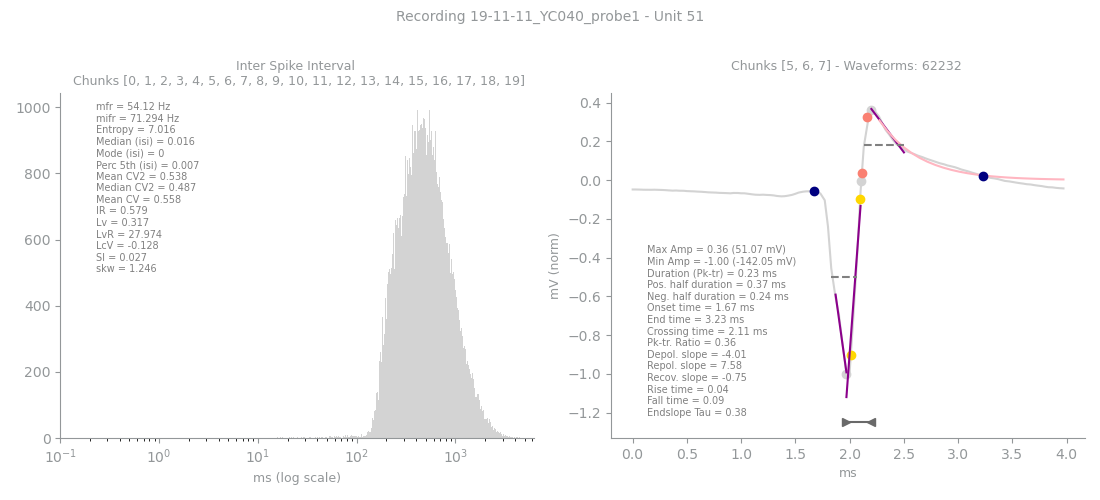 Recording 19-11-11_YC040_probe1 - Unit 51
Inter Spike Interval
Chunks [0, 1, 2, 3, 4, 5, 6, 7, 8, 9, 10, 11, 12, 13, 14, 15, 16, 17, 18, 19]
1000
800
600
400
200
0
mfr = 54.12 Hz
mifr = 71.294 Hz
Entropy = 7.016
Median (isi) = 0.016
Mode (isi) = 0
Perc 5th (isi) = 0.007
Mean CV2 = 0.538
Median CV2 = 0.487
Mean CV = 0.558
IR = 0.579
Lv = 0.317
LvR = 27.974
LcV = -0.128
SI = 0.027
skw = 1.246
10⁻¹ 10⁰ 10¹ 10² 10³
ms (log scale)
Chunks [5, 6, 7] - Waveforms: 62232
mV (norm)
0.4
0.2
0.0
−0.2
−0.4
−0.6
−0.8
−1.0
−1.2
Max Amp = 0.36 (51.07 mV)
Min Amp = -1.00 (-142.05 mV)
Duration (Pk-tr) = 0.23 ms
Pos. half duration = 0.37 ms
Neg. half duration = 0.24 ms
Onset time = 1.67 ms
End time = 3.23 ms
Crossing time = 2.11 ms
Pk-tr. Ratio = 0.36
Depol. slope = -4.01
Repol. slope = 7.58
Recov. slope = -0.75
Rise time = 0.04
Fall time = 0.09
Endslope Tau = 0.38
0.0 0.5 1.0 1.5 2.0 2.5 3.0 3.5 4.0
ms